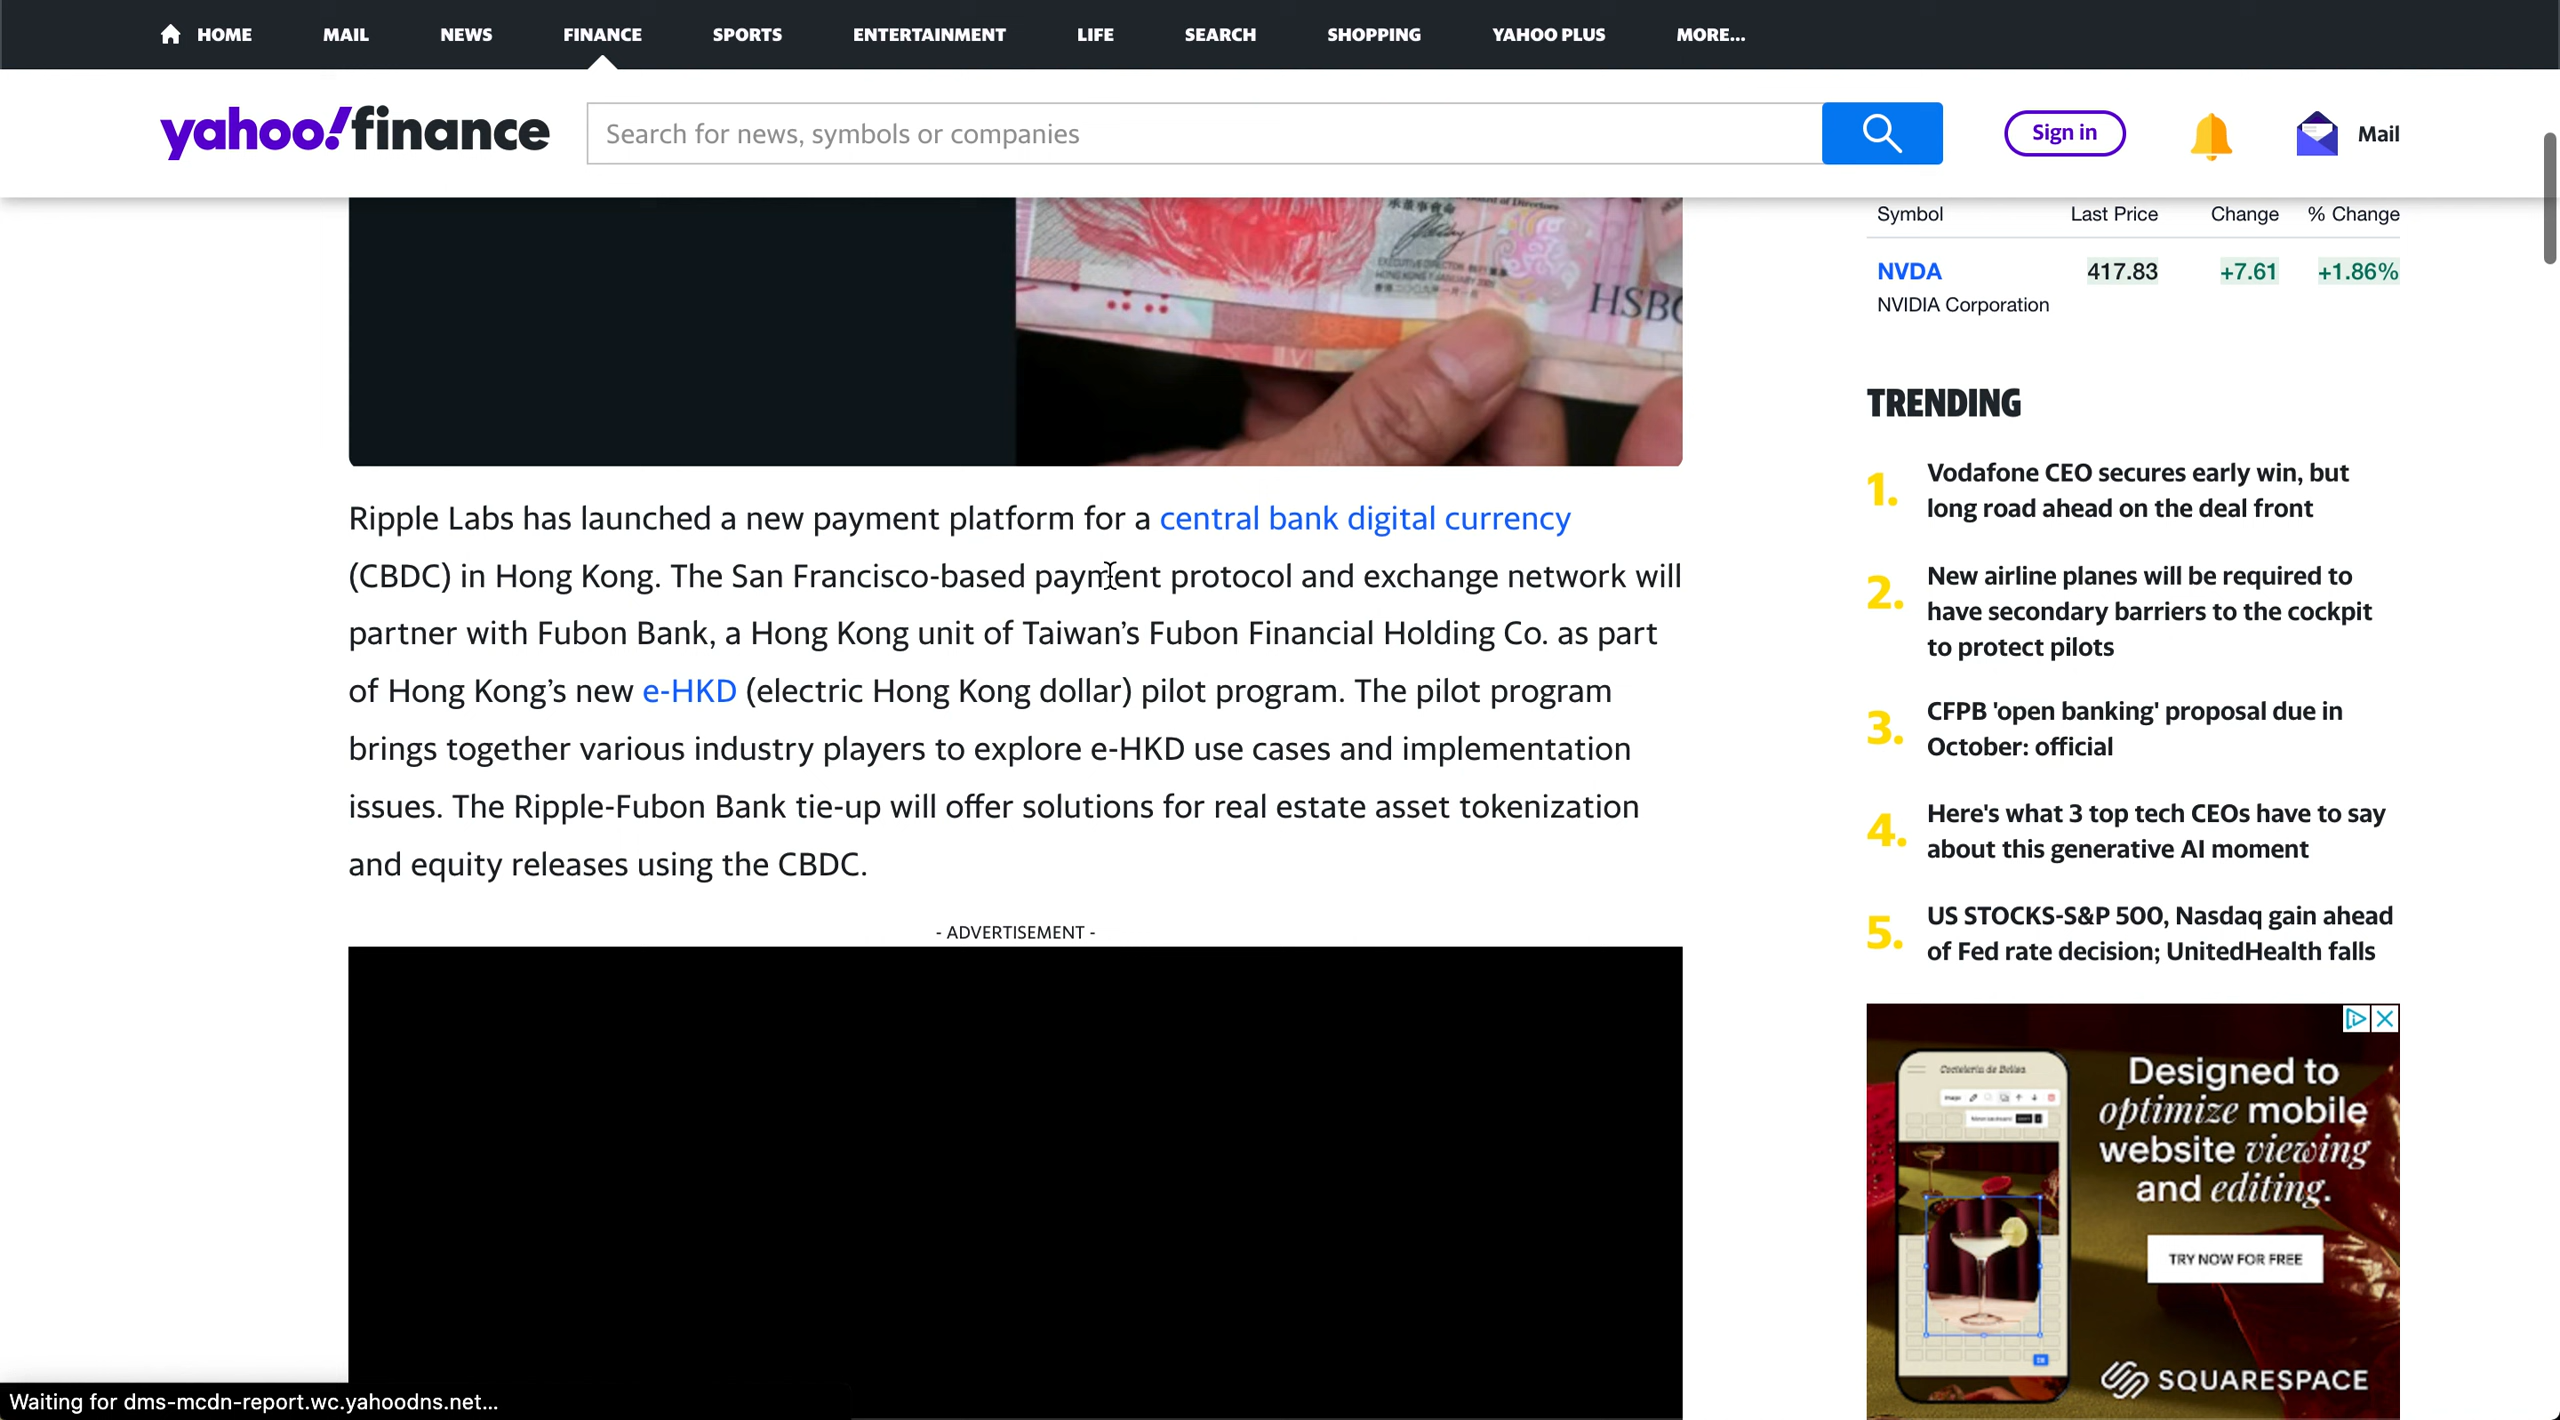 HOME MAIL NEWS FINANCE SPORTS ENTERTAINMENT LIFE SEARCH SHOPPING YAHOO PLUS MORE...
yahoo!finance
Search for news, symbols or companies
Sign in
Mail
HSBC
Symbol Last Price Change % Change
NVDA 417.83 +7.61 +1.86%
NVIDIA Corporation
Ripple Labs has launched a new payment platform for a central bank digital currency
(CBDC) in Hong Kong. The San Francisco-based payment protocol and exchange network will
partner with Fubon Bank, a Hong Kong unit of Taiwan’s Fubon Financial Holding Co. as part
of Hong Kong’s new e-HKD (electric Hong Kong dollar) pilot program. The pilot program
brings together various industry players to explore e-HKD use cases and implementation
issues. The Ripple-Fubon Bank tie-up will offer solutions for real estate asset tokenization
and equity releases using the CBDC.
- ADVERTISEMENT -
TRENDING
1. Vodafone CEO secures early win, but
long road ahead on the deal front
2. New airline planes will be required to
have secondary barriers to the cockpit
to protect pilots
3. CFPB 'open banking' proposal due in
October: official
4. Here's what 3 top tech CEOs have to say
about this generative AI moment
5. US STOCKS-S&P 500, Nasdaq gain ahead
of Fed rate decision; UnitedHealth falls
Designed to
optimize mobile
website viewing
and editing.
TRY NOW FOR FREE
SQUARESPACE
Waiting for dms-mcdn-report.wc.yahoodns.net...